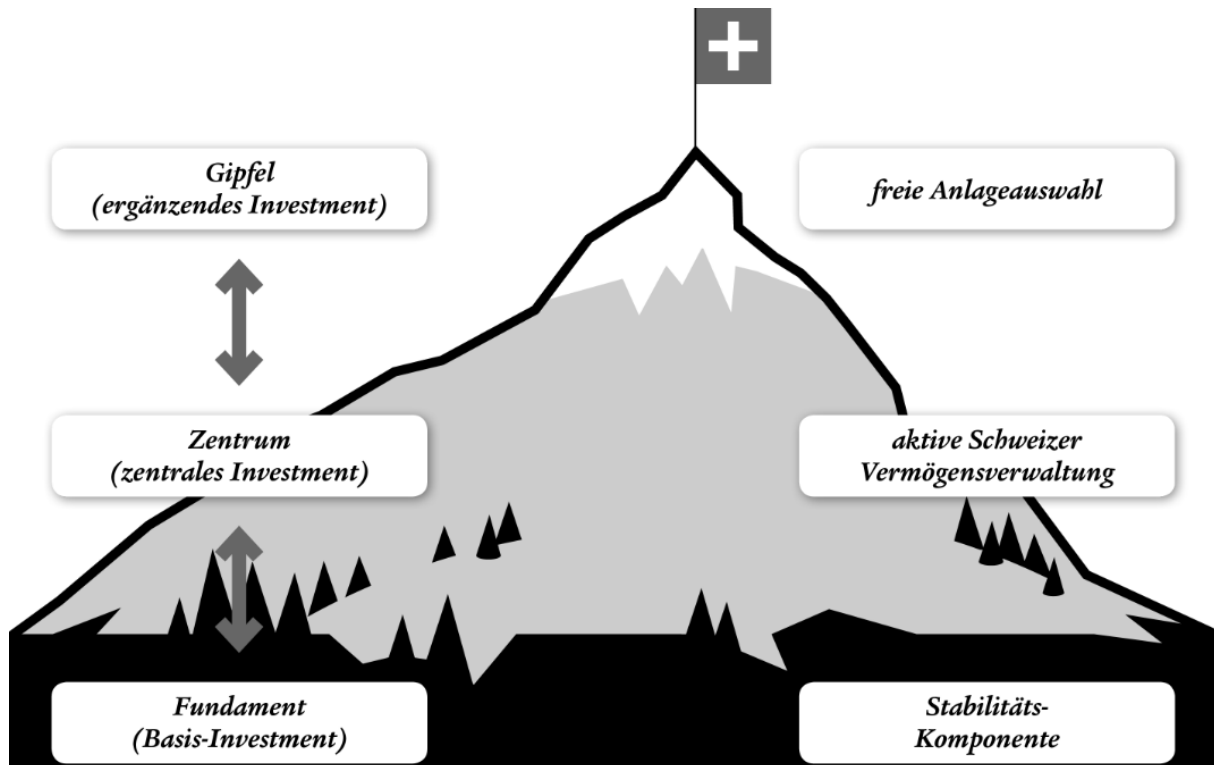 Gipfel
(ergänzendes Investment)
freie Anlageauswahl
Zentrum
(zentrales Investment)
aktive Schweizer
Vermögensverwaltung
Fundament
(Basis-Investment)
Stabilitäts-
Komponente